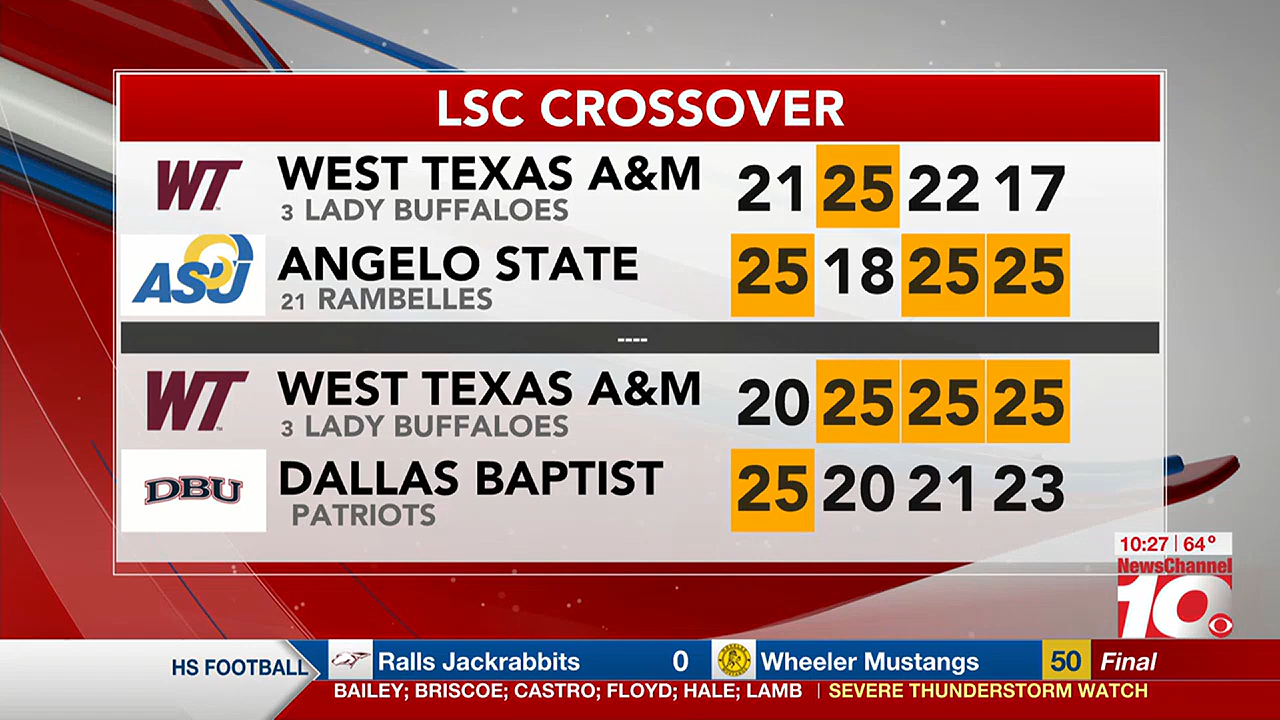 LSC CROSSOVER
WT WEST TEXAS A&M 21 25 22 17
3 LADY BUFFALOES
ASU ANGELO STATE 25 18 25 25
21 RAMBELLES
----
WT WEST TEXAS A&M 20 25 25 25
3 LADY BUFFALOES
DBU DALLAS BAPTIST 25 20 21 23
PATRIOTS
10:27 | 64°
NewsChannel
10
HS FOOTBALL Ralls Jackrabbits 0 Wheeler Mustangs 50 Final
BAILEY; BRISCOE; CASTRO; FLOYD; HALE; LAMB | SEVERE THUNDERSTORM WATCH